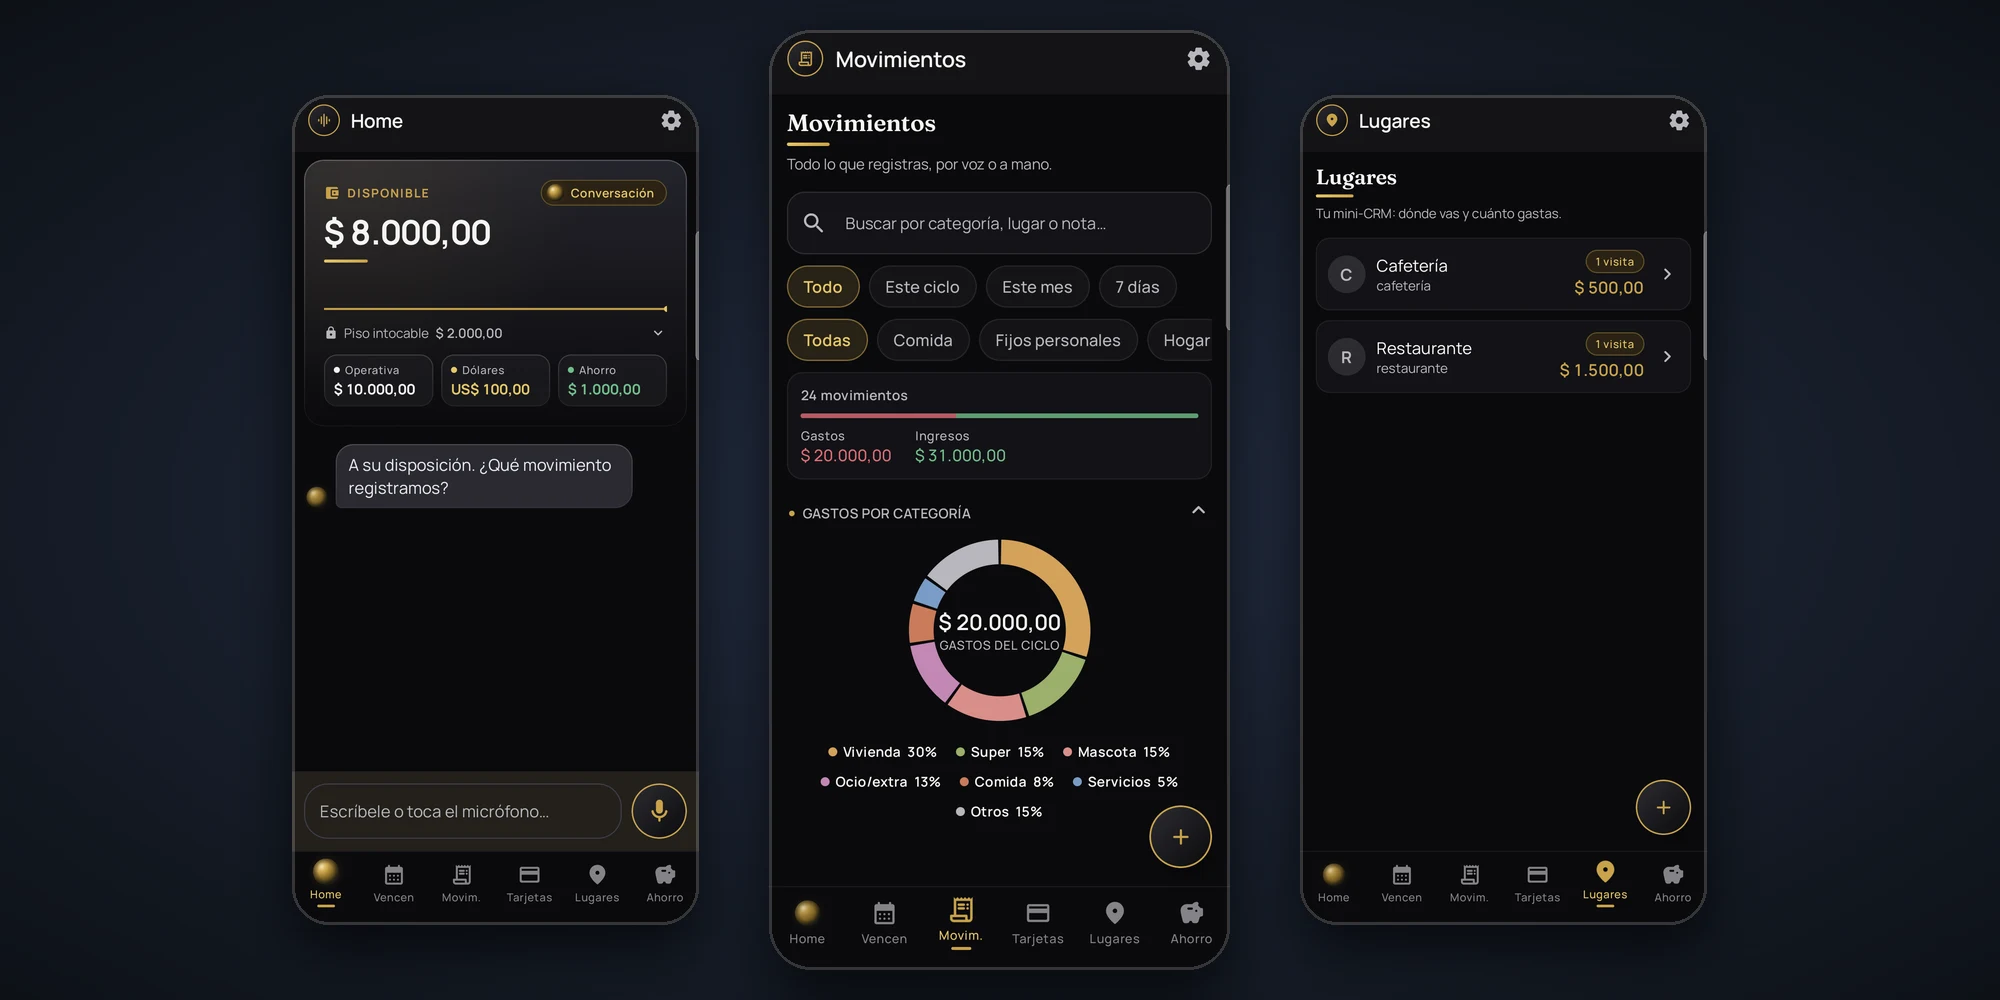 Home
DISPONIBLE
Conversación
$ 8.000,00
Piso intocable $ 2.000,00
Operativa
$ 10.000,00
Dólares
US$ 100,00
Ahorro
$ 1.000,00
A su disposición. ¿Qué movimiento
registramos?
Escríbele o toca el micrófono...
Home
Vencen
Movim.
Tarjetas
Lugares
Ahorro
Movimientos
Movimientos
Todo lo que registras, por voz o a mano.
Buscar por categoría, lugar o nota...
Todo
Este ciclo
Este mes
7 días
Todas
Comida
Fijos personales
Hogar
24 movimientos
Gastos
$ 20.000,00
Ingresos
$ 31.000,00
GASTOS POR CATEGORÍA
$ 20.000,00
GASTOS DEL CICLO
Vivienda 30%
Super 15%
Mascota 15%
Ocio/extra 13%
Comida 8%
Servicios 5%
Otros 15%
Home
Vencen
Movim.
Tarjetas
Lugares
Ahorro
Lugares
Lugares
Tu mini-CRM: dónde vas y cuánto gastas.
C
Cafetería
cafetería
1 visita
$ 500,00
R
Restaurante
restaurante
1 visita
$ 1.500,00
Home
Vencen
Movim.
Tarjetas
Lugares
Ahorro